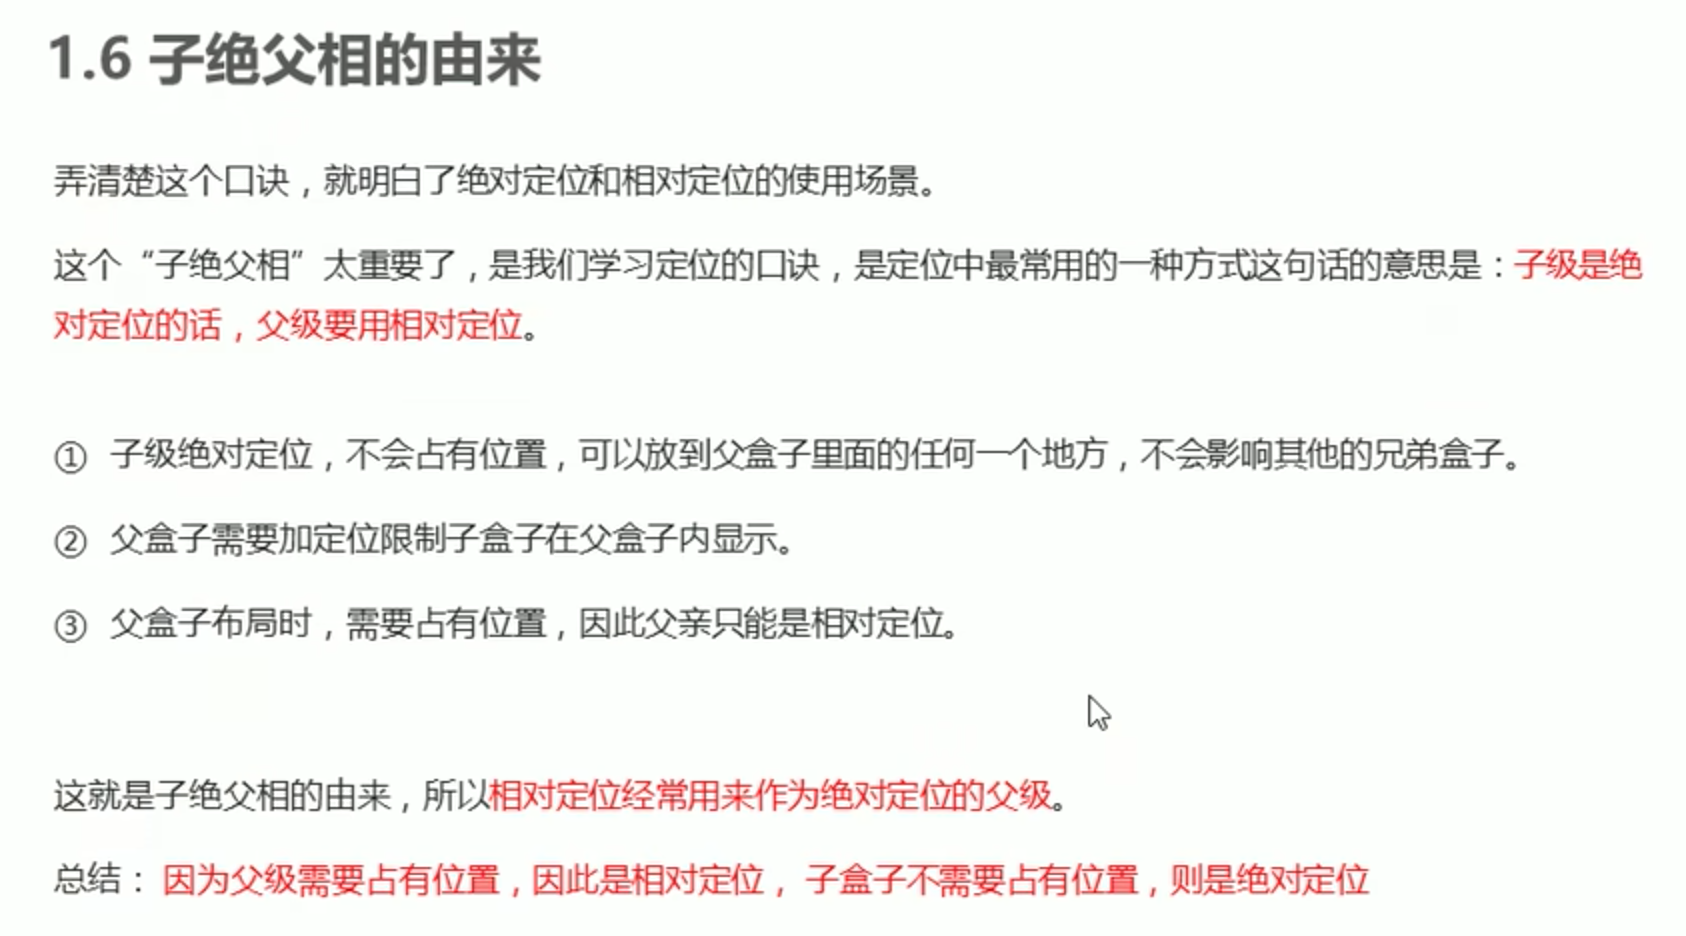 1.6 子绝父相的由来
弄清楚这个口诀，就明白了绝对定位和相对定位的使用场景。
这个“子绝父相”太重要了，是我们学习定位的口诀，是定位中最常用的一种方式这句话的意思是：子级是绝
对定位的话，父级要用相对定位。
① 子级绝对定位，不会占有位置，可以放到父盒子里面的任何一个地方，不会影响其他的兄弟盒子。
② 父盒子需要加定位限制子盒子在父盒子内显示。
③ 父盒子布局时，需要占有位置，因此父亲只能是相对定位。
这就是子绝父相的由来，所以相对定位经常用来作为绝对定位的父级。
总结：因为父级需要占有位置，因此是相对定位，子盒子不需要占有位置，则是绝对定位